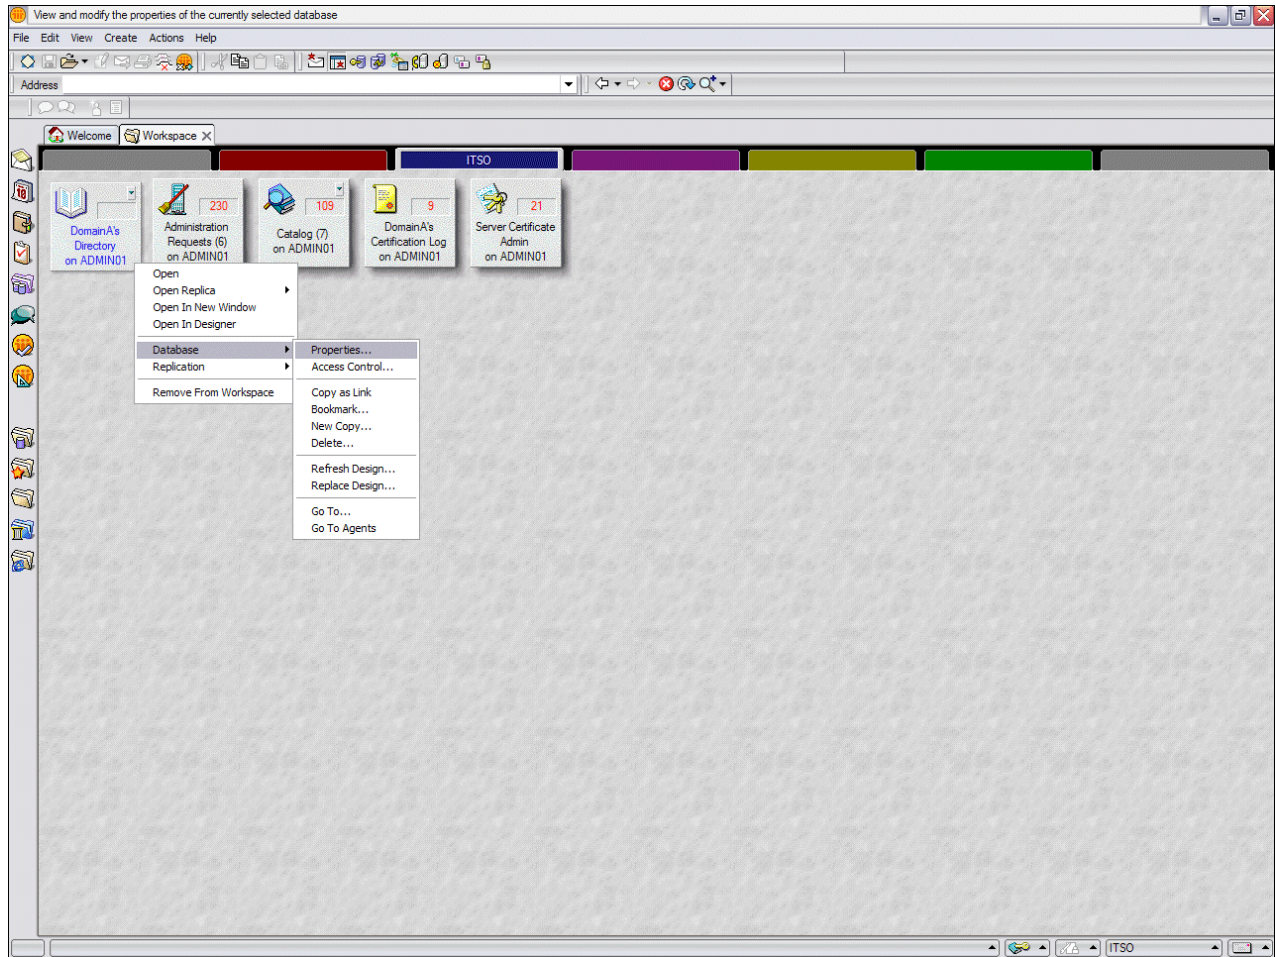 View and modify the properties of the currently selected database
File Edit View Create Actions Help
Address
Welcome Workspace
ITSO
18
230
109
9
21
DomainA's
Directory
on ADMIN01
Administration
Requests (6)
on ADMIN01
Catalog (7)
on ADMIN01
DomainA's
Certification Log
on ADMIN01
Server Certificate
Admin
on ADMIN01
Open
Open Replica
Open In New Window
Open In Designer
Database
Replication
Remove From Workspace
Properties...
Access Control...
Copy as Link
Bookmark...
New Copy...
Delete...
Refresh Design...
Replace Design...
Go To...
Go To Agents
ITSO